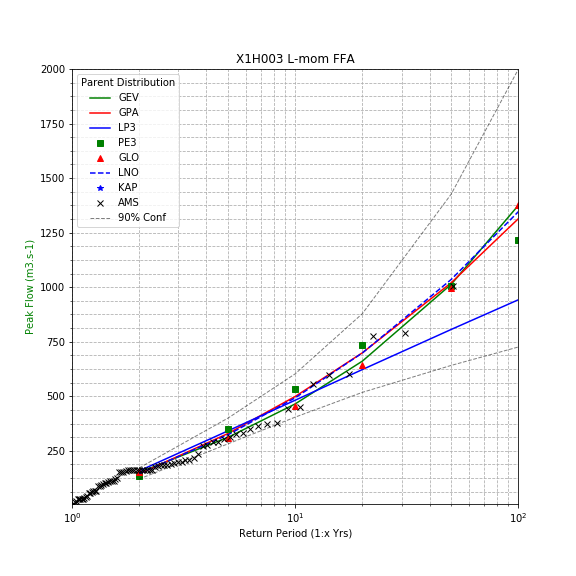 X1H003 L-mom FFA
2000
1750
1500
1250
1000
750
500
250
Peak Flow (m3.s-1)
Parent Distribution
GEV
GPA
LP3
PE3
GLO
LNO
KAP
AMS
90% Conf
10⁰
10¹
10²
Return Period (1:x Yrs)